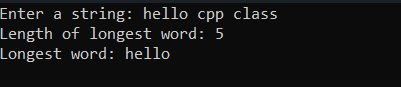 Enter a string: hello cpp class
Length of longest word: 5
Longest word: hello